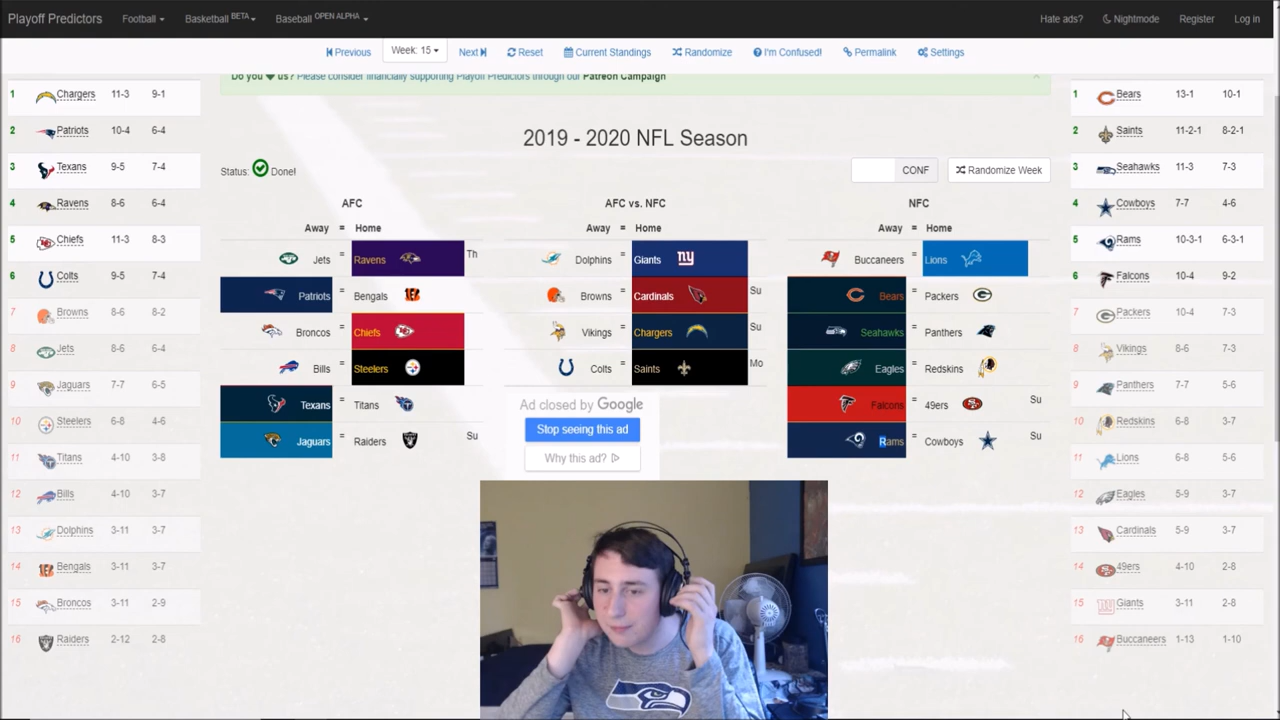 Playoff Predictors Football Basketball BETA Baseball OPEN ALPHA Hate ads? Nightmode Register Log in
Previous Week: 15 Next Reset Current Standings Randomize I'm Confused! Permalink Settings
Do you us? Please consider financially supporting Playoff Predictors through our Patreon Campaign
1 Chargers 11-3 9-1
2 Patriots 10-4 6-4
3 Texans 9-5 7-4
4 Ravens 8-6 6-4
5 Chiefs 11-3 8-3
6 Colts 9-5 7-4
7 Browns 8-6 6-2
8 Jets 8-6 6-4
9 Jaguars 7-7 6-5
10 Steelers 6-8 4-6
11 Titans 4-10 3-8
12 Bills 4-10 3-7
13 Dolphins 3-11 3-7
14 Bengals 3-11 3-7
15 Broncos 3-11 2-9
16 Raiders 2-12 2-8
2019 - 2020 NFL Season
Status: Done! CONF Randomize Week
AFC
Away = Home
Jets = Ravens Th
Patriots = Bengals
Broncos = Chiefs
Bills = Steelers
Texans = Titans
Jaguars = Raiders Su
AFC vs. NFC
Away = Home
Dolphins = Giants
Browns = Cardinals Su
Vikings = Chargers Su
Colts = Saints Mo
Ad closed by Google
Stop seeing this ad
Why this ad?
NFC
Away = Home
Buccaneers = Lions
Bears = Packers
Seahawks = Panthers
Eagles = Redskins
Falcons = 49ers Su
Rams = Cowboys Su
1 Bears 13-1 10-1
2 Saints 11-2-1 8-2-1
3 Seahawks 11-3 7-3
4 Cowboys 7-7 4-6
5 Rams 10-3-1 6-3-1
6 Falcons 10-4 9-2
7 Packers 10-4 7-3
8 Vikings 8-6 7-3
9 Panthers 7-7 5-6
10 Redskins 6-8 3-7
11 Lions 6-8 5-6
12 Eagles 5-9 3-7
13 Cardinals 5-9 3-7
14 49ers 4-10 2-8
15 Giants 3-11 2-8
16 Buccaneers 1-13 1-10